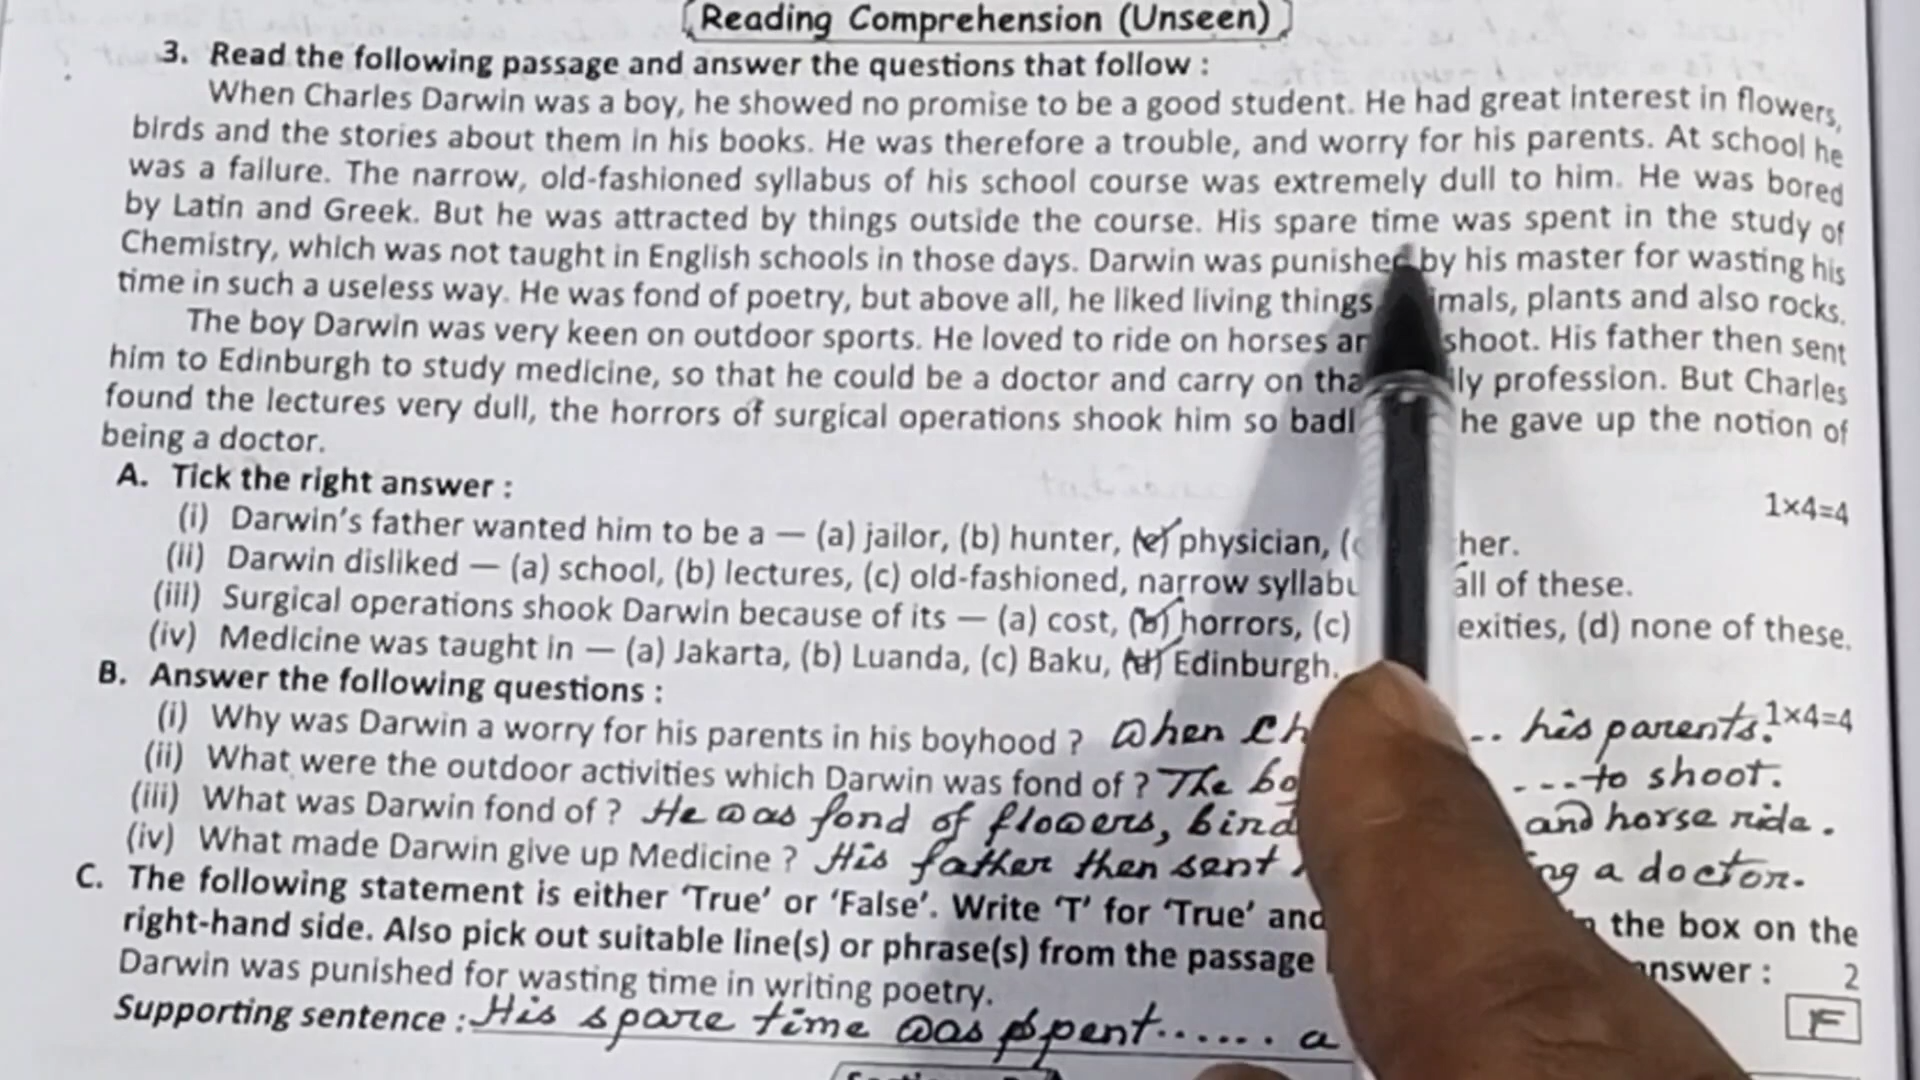 Reading Comprehension (Unseen)
3. Read the following passage and answer the questions that follow :
When Charles Darwin was a boy, he showed no promise to be a good student. He had great interest in flowers,
birds and the stories about them in his books. He was therefore a trouble, and worry for his parents. At school he
was a failure. The narrow, old-fashioned syllabus of his school course was extremely dull to him. He was bored
by Latin and Greek. But he was attracted by things outside the course. His spare time was spent in the study of
Chemistry, which was not taught in English schools in those days. Darwin was punished by his master for wasting his
time in such a useless way. He was fond of poetry, but above all, he liked living things imals, plants and also rocks.
The boy Darwin was very keen on outdoor sports. He loved to ride on horses shoot. His father then sent
him to Edinburgh to study medicine, so that he could be a doctor and carry on ly profession. But Charles
found the lectures very dull, the horrors of surgical operations shook him so badl he gave up the notion of
being a doctor.
A. Tick the right answer : 1×4=4
(i) Darwin's father wanted him to be a — (a) jailor, (b) hunter, (c) physician, her.
(ii) Darwin disliked — (a) school, (b) lectures, (c) old-fashioned, narrow syllabu all of these.
(iii) Surgical operations shook Darwin because of its — (a) cost, (b) horrors, (c) exities, (d) none of these.
(iv) Medicine was taught in — (a) Jakarta, (b) Luanda, (c) Baku, (d) Edinburgh.
B. Answer the following questions : 1×4=4
(i) Why was Darwin a worry for his parents in his boyhood ? When Ch .. his parents.
(ii) What were the outdoor activities which Darwin was fond of ? The bo ---to shoot.
(iii) What was Darwin fond of ? He was fond of flowers, bird and horse ride.
(iv) What made Darwin give up Medicine ? His father then sent ng a doctor.
C. The following statement is either 'True' or 'False'. Write 'T' for 'True' and the box on the
right-hand side. Also pick out suitable line(s) or phrase(s) from the passage answer : 2
Darwin was punished for wasting time in writing poetry. F
Supporting sentence : His spare time was spent...... a